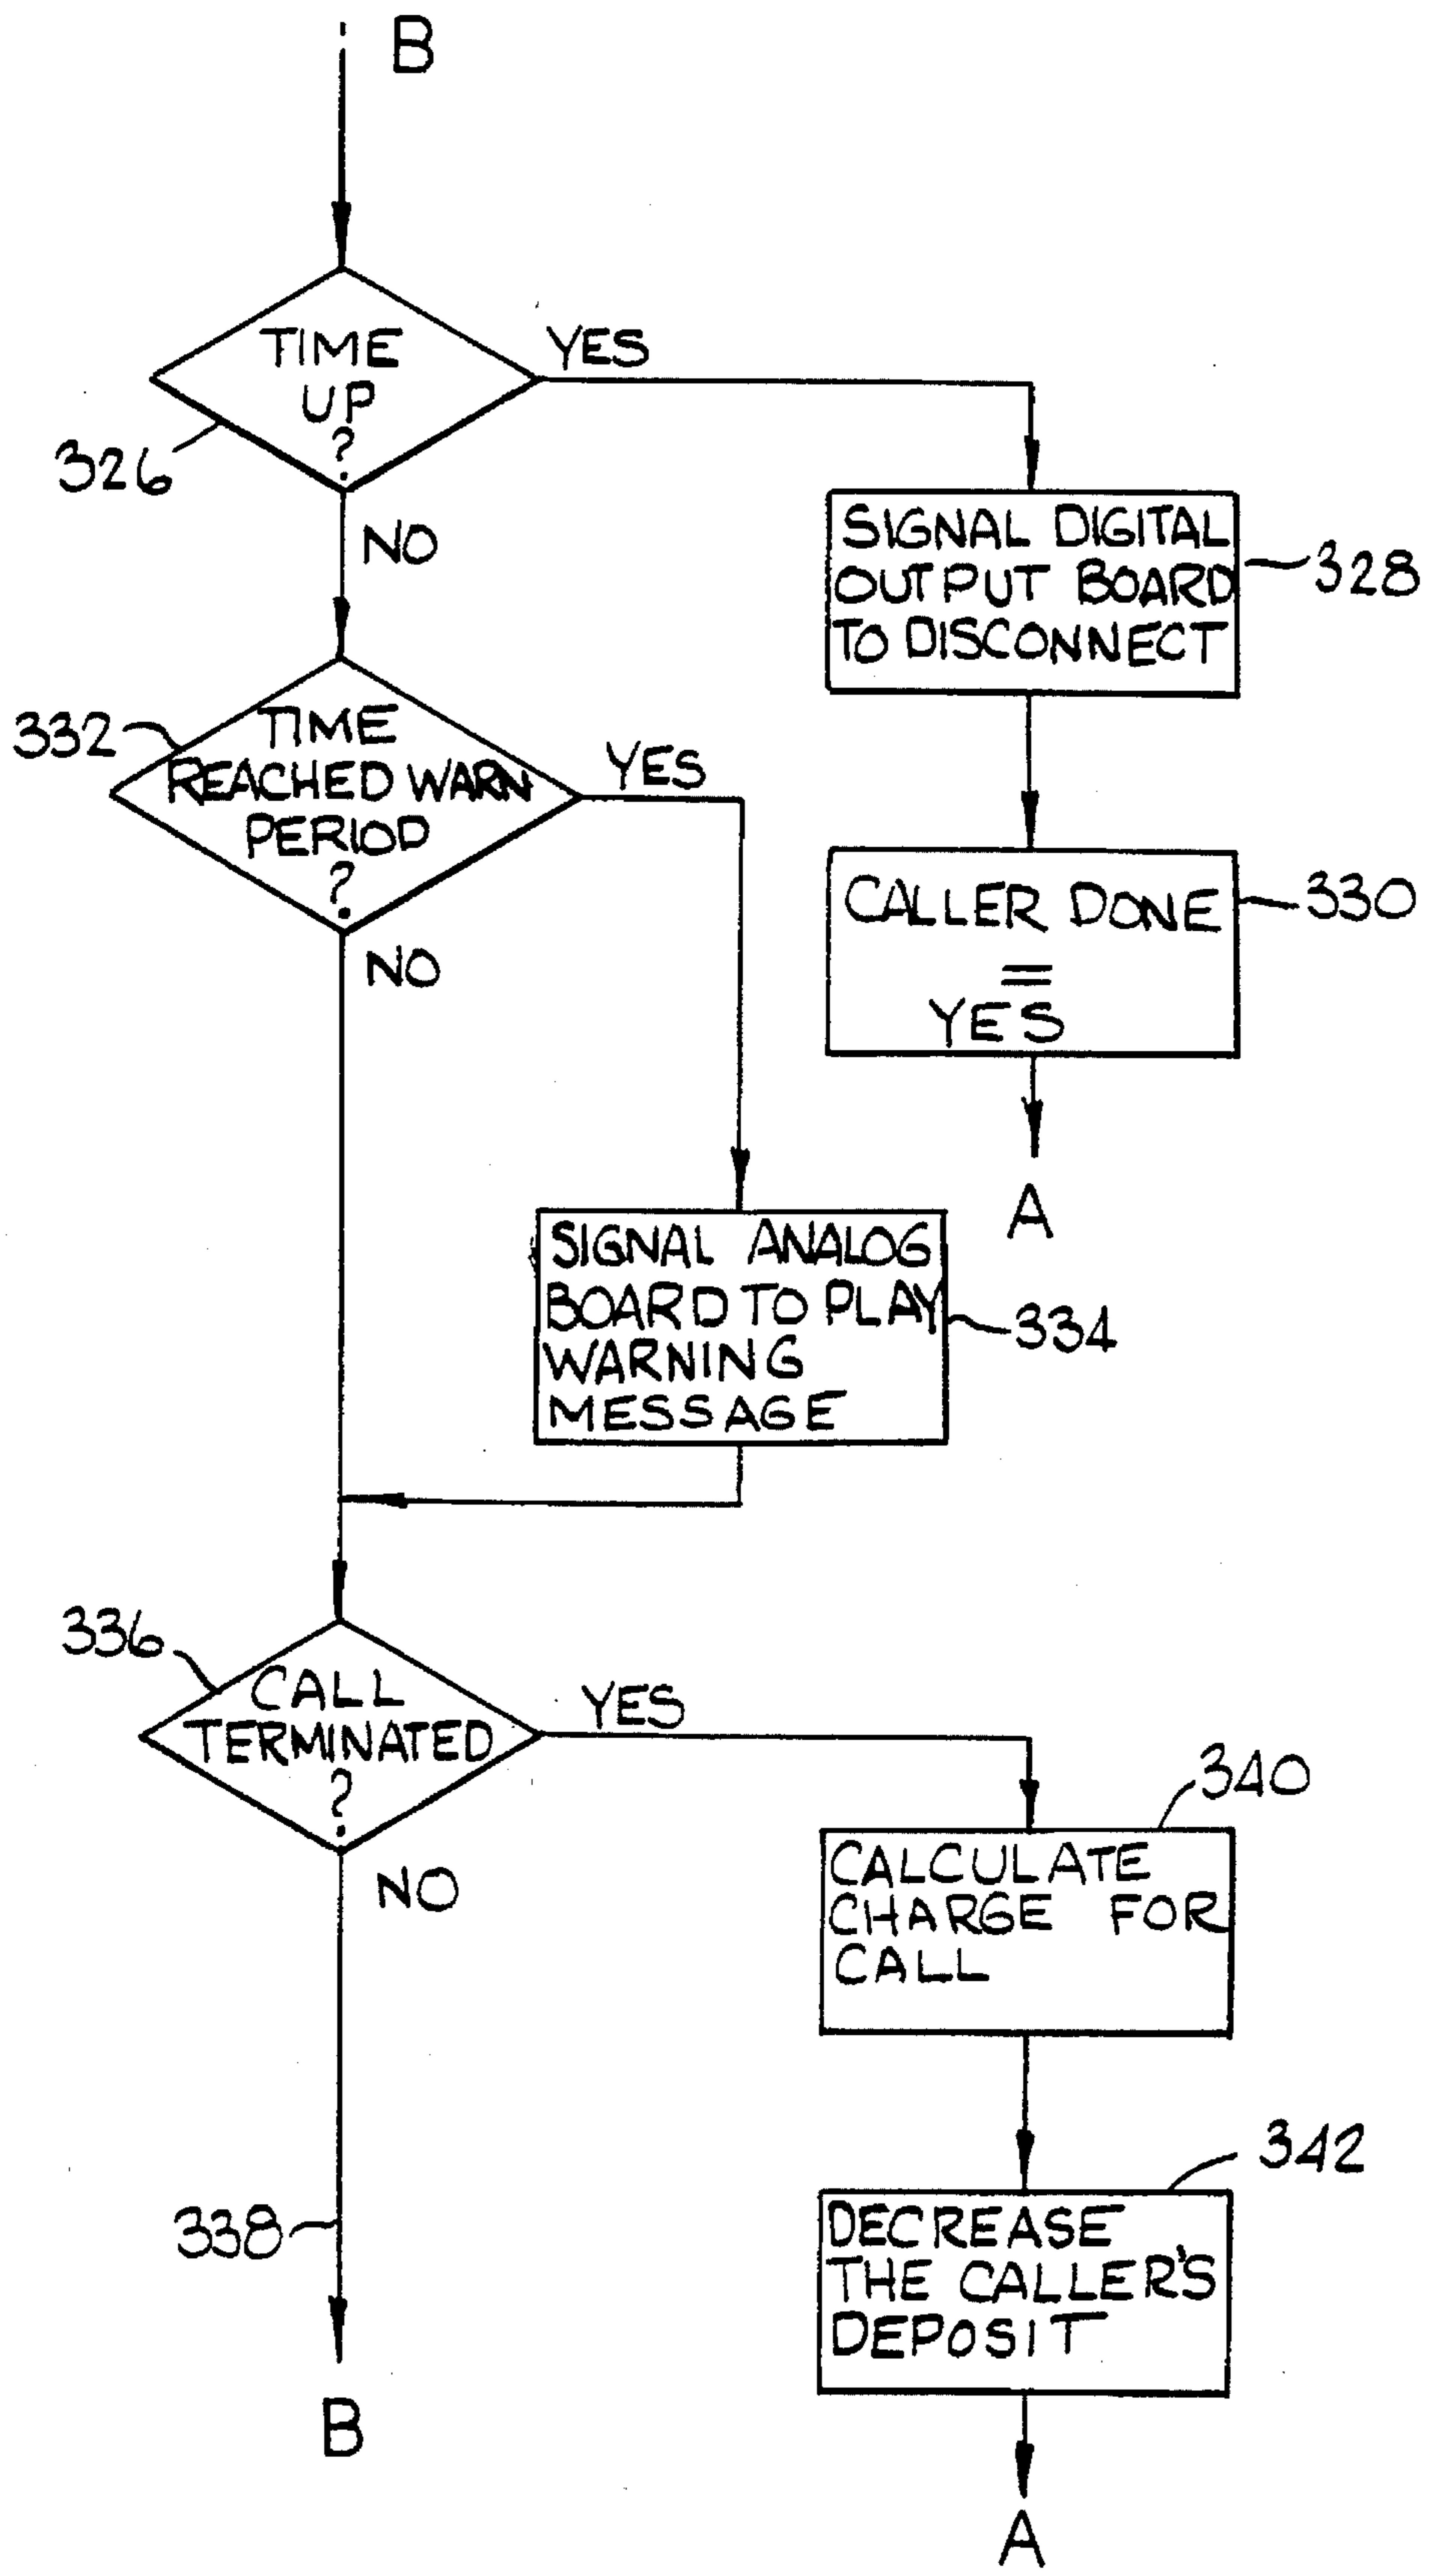 B
TIME
UP
?
YES
326
NO
SIGNAL DIGITAL
OUTPUT BOARD
TO DISCONNECT
328
332
TIME
REACHED WARN
PERIOD
?
YES
NO
CALLER DONE
=
YES
330
A
SIGNAL ANALOG
BOARD TO PLAY
WARNING
MESSAGE
334
336
CALL
TERMINATED
?
YES
NO
340
CALCULATE
CHARGE FOR
CALL
342
DECREASE
THE CALLER'S
DEPOSIT
338
B
A